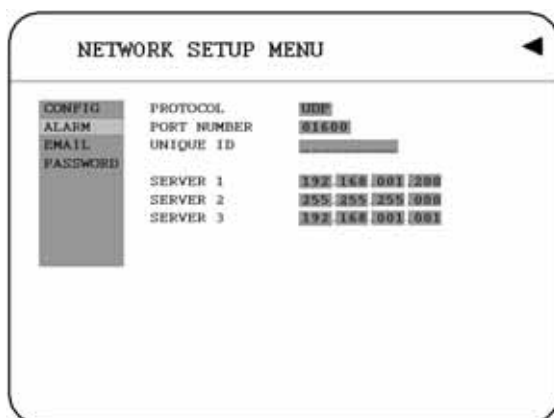 NETWORK SETUP MENU
CONFIG PROTOCOL UDP
ALARM PORT NUMBER 01600
EMAIL UNIQUE ID
PASSWORD
SERVER 1 192.168.001.200
SERVER 2 255.255.255.000
SERVER 3 192.168.001.001